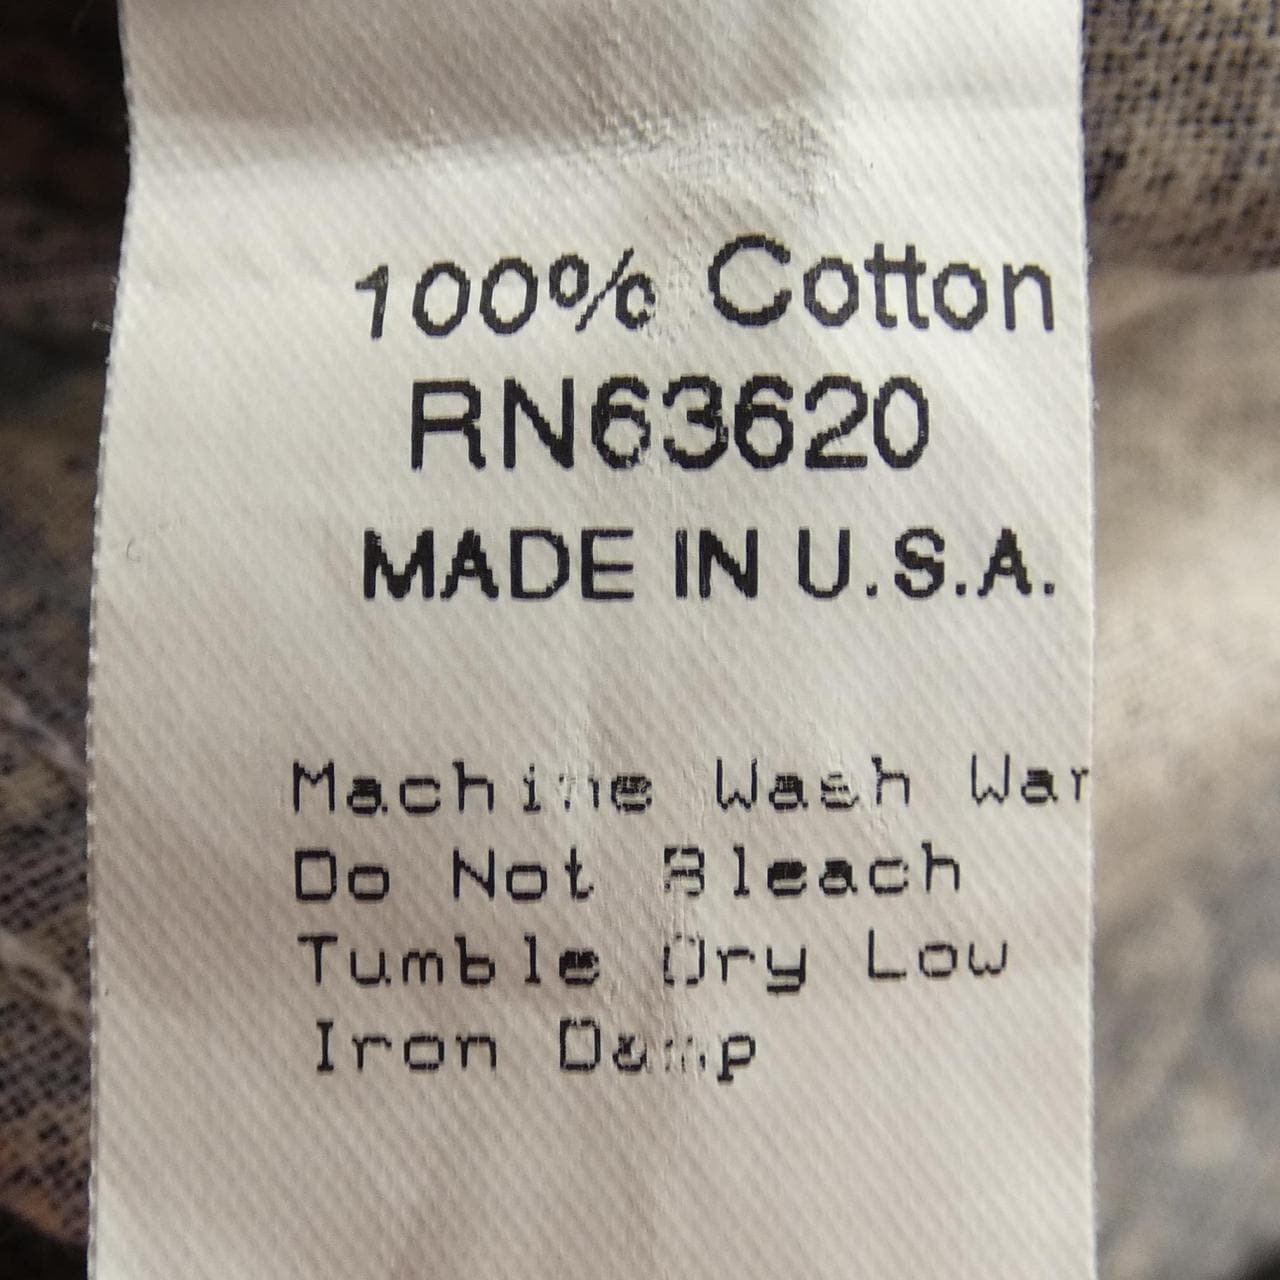 100% Cotton
RN63620
MADE IN U.S.A.
Machine Wash War
Do Not Bleach
Tumble Dry Low
Iron Damp